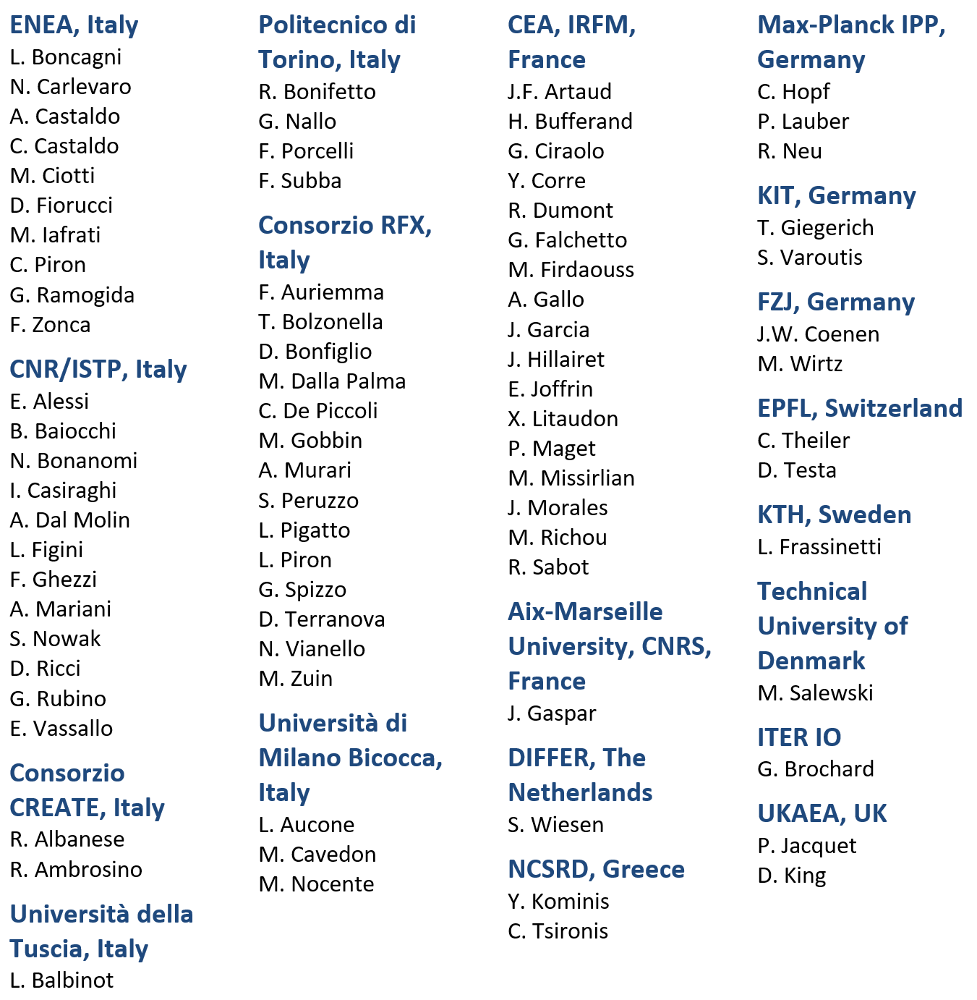 ENEA, Italy
L. Boncagni
N. Carlevaro
A. Castaldo
C. Castaldo
M. Ciotti
D. Fiorucci
M. Iafrati
C. Piron
G. Ramogida
F. Zonca
CNR/ISTP, Italy
E. Alessi
B. Baiocchi
N. Bonanomi
I. Casiraghi
A. Dal Molin
L. Figini
F. Ghezzi
A. Mariani
S. Nowak
D. Ricci
G. Rubino
E. Vassallo
Consorzio
CREATE, Italy
R. Albanese
R. Ambrosino
Università della
Tuscia, Italy
L. Balbinot
Politecnico di
Torino, Italy
R. Bonifetto
G. Nallo
F. Porcelli
F. Subba
Consorzio RFX,
Italy
F. Auriemma
T. Bolzonella
D. Bonfiglio
M. Dalla Palma
C. De Piccoli
M. Gobbin
A. Murari
S. Peruzzo
L. Pigatto
L. Piron
G. Spizzo
D. Terranova
N. Vianello
M. Zuin
Università di
Milano Bicocca,
Italy
L. Aucone
M. Cavedon
M. Nocente
CEA, IRFM,
France
J.F. Artaud
H. Bufferand
G. Ciraolo
Y. Corre
R. Dumont
G. Falchetto
M. Firdaouss
A. Gallo
J. Garcia
J. Hillairet
E. Joffrin
X. Litaudon
P. Maget
M. Missirlian
J. Morales
M. Richou
R. Sabot
Aix-Marseille
University, CNRS,
France
J. Gaspar
DIFFER, The
Netherlands
S. Wiesen
NCSRD, Greece
Y. Kominis
C. Tsironis
Max-Planck IPP,
Germany
C. Hopf
P. Lauber
R. Neu
KIT, Germany
T. Giegerich
S. Varoutis
FZJ, Germany
J.W. Coenen
M. Wirtz
EPFL, Switzerland
C. Theiler
D. Testa
KTH, Sweden
L. Frassinetti
Technical
University of
Denmark
M. Salewski
ITER IO
G. Brochard
UKAEA, UK
P. Jacquet
D. King